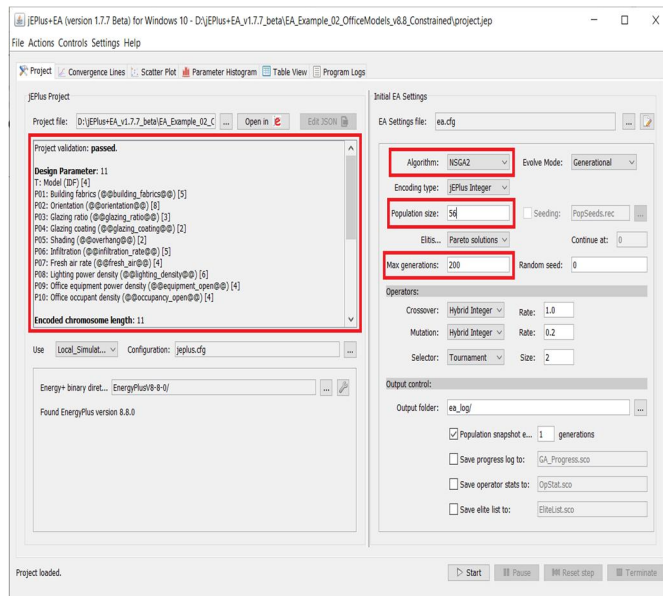 jEPlus+EA (version 1.7.7 Beta) for Windows 10 - D:\jEPlus+EA_v1.7.7_beta\EA_Example_02_OfficeModels_v8.8_Constrained\project.jep
File Actions Controls Settings Help
Project Convergence Lines Scatter Plot Parameter Histogram Table View Program Logs
jEPlus Project
Project file: D:\jEPlus+EA_v1.7.7_beta\EA_Example_02_C ... Open in e Edit JSON
Project validation: passed.
Design Parameter: 11
T: Model (IDF) [4]
P01: Building fabrics (@@building_fabrics@@) [5]
P02: Orientation (@@orientation@@) [8]
P03: Glazing ratio (@@glazing_ratio@@) [3]
P04: Glazing coating (@@glazing_coating@@) [2]
P05: Shading (@@overhang@@) [2]
P06: Infiltration (@@infiltration_rate@@) [5]
P07: Fresh air rate (@@fresh_air@@) [4]
P08: Lighting power density (@@lighting_density@@) [6]
P09: Office equipment power density (@@equipment_open@@) [4]
P10: Office occupant density (@@occupancy_open@@) [4]
Encoded chromosome length: 11
Use Local_Simulat... Configuration: jeplus.cfg ...
Energy+ binary diret... EnergyPlusV8-8-0/ ...
Found EnergyPlus version 8.8.0
Initial EA Settings
EA Settings file: ea.cfg ...
Algorithm: NSGA2 Evolve Mode: Generational
Encoding type: jEPlus Integer
Population size: 56 Seeding: PopSeeds.rec ...
Elitis... Pareto solutions Continue at: 0
Max generations: 200 Random seed: 0
Operators:
Crossover: Hybrid Integer Rate: 1.0
Mutation: Hybrid Integer Rate: 0.2
Selector: Tournament Size: 2
Output control:
Output folder: ea_log/ ...
Population snapshot e... 1 generations
Save progress log to: GA_Progress.sco
Save operator stats to: OpStat.sco
Save elite list to: EliteList.sco
Project loaded. Start Pause Reset step Terminate